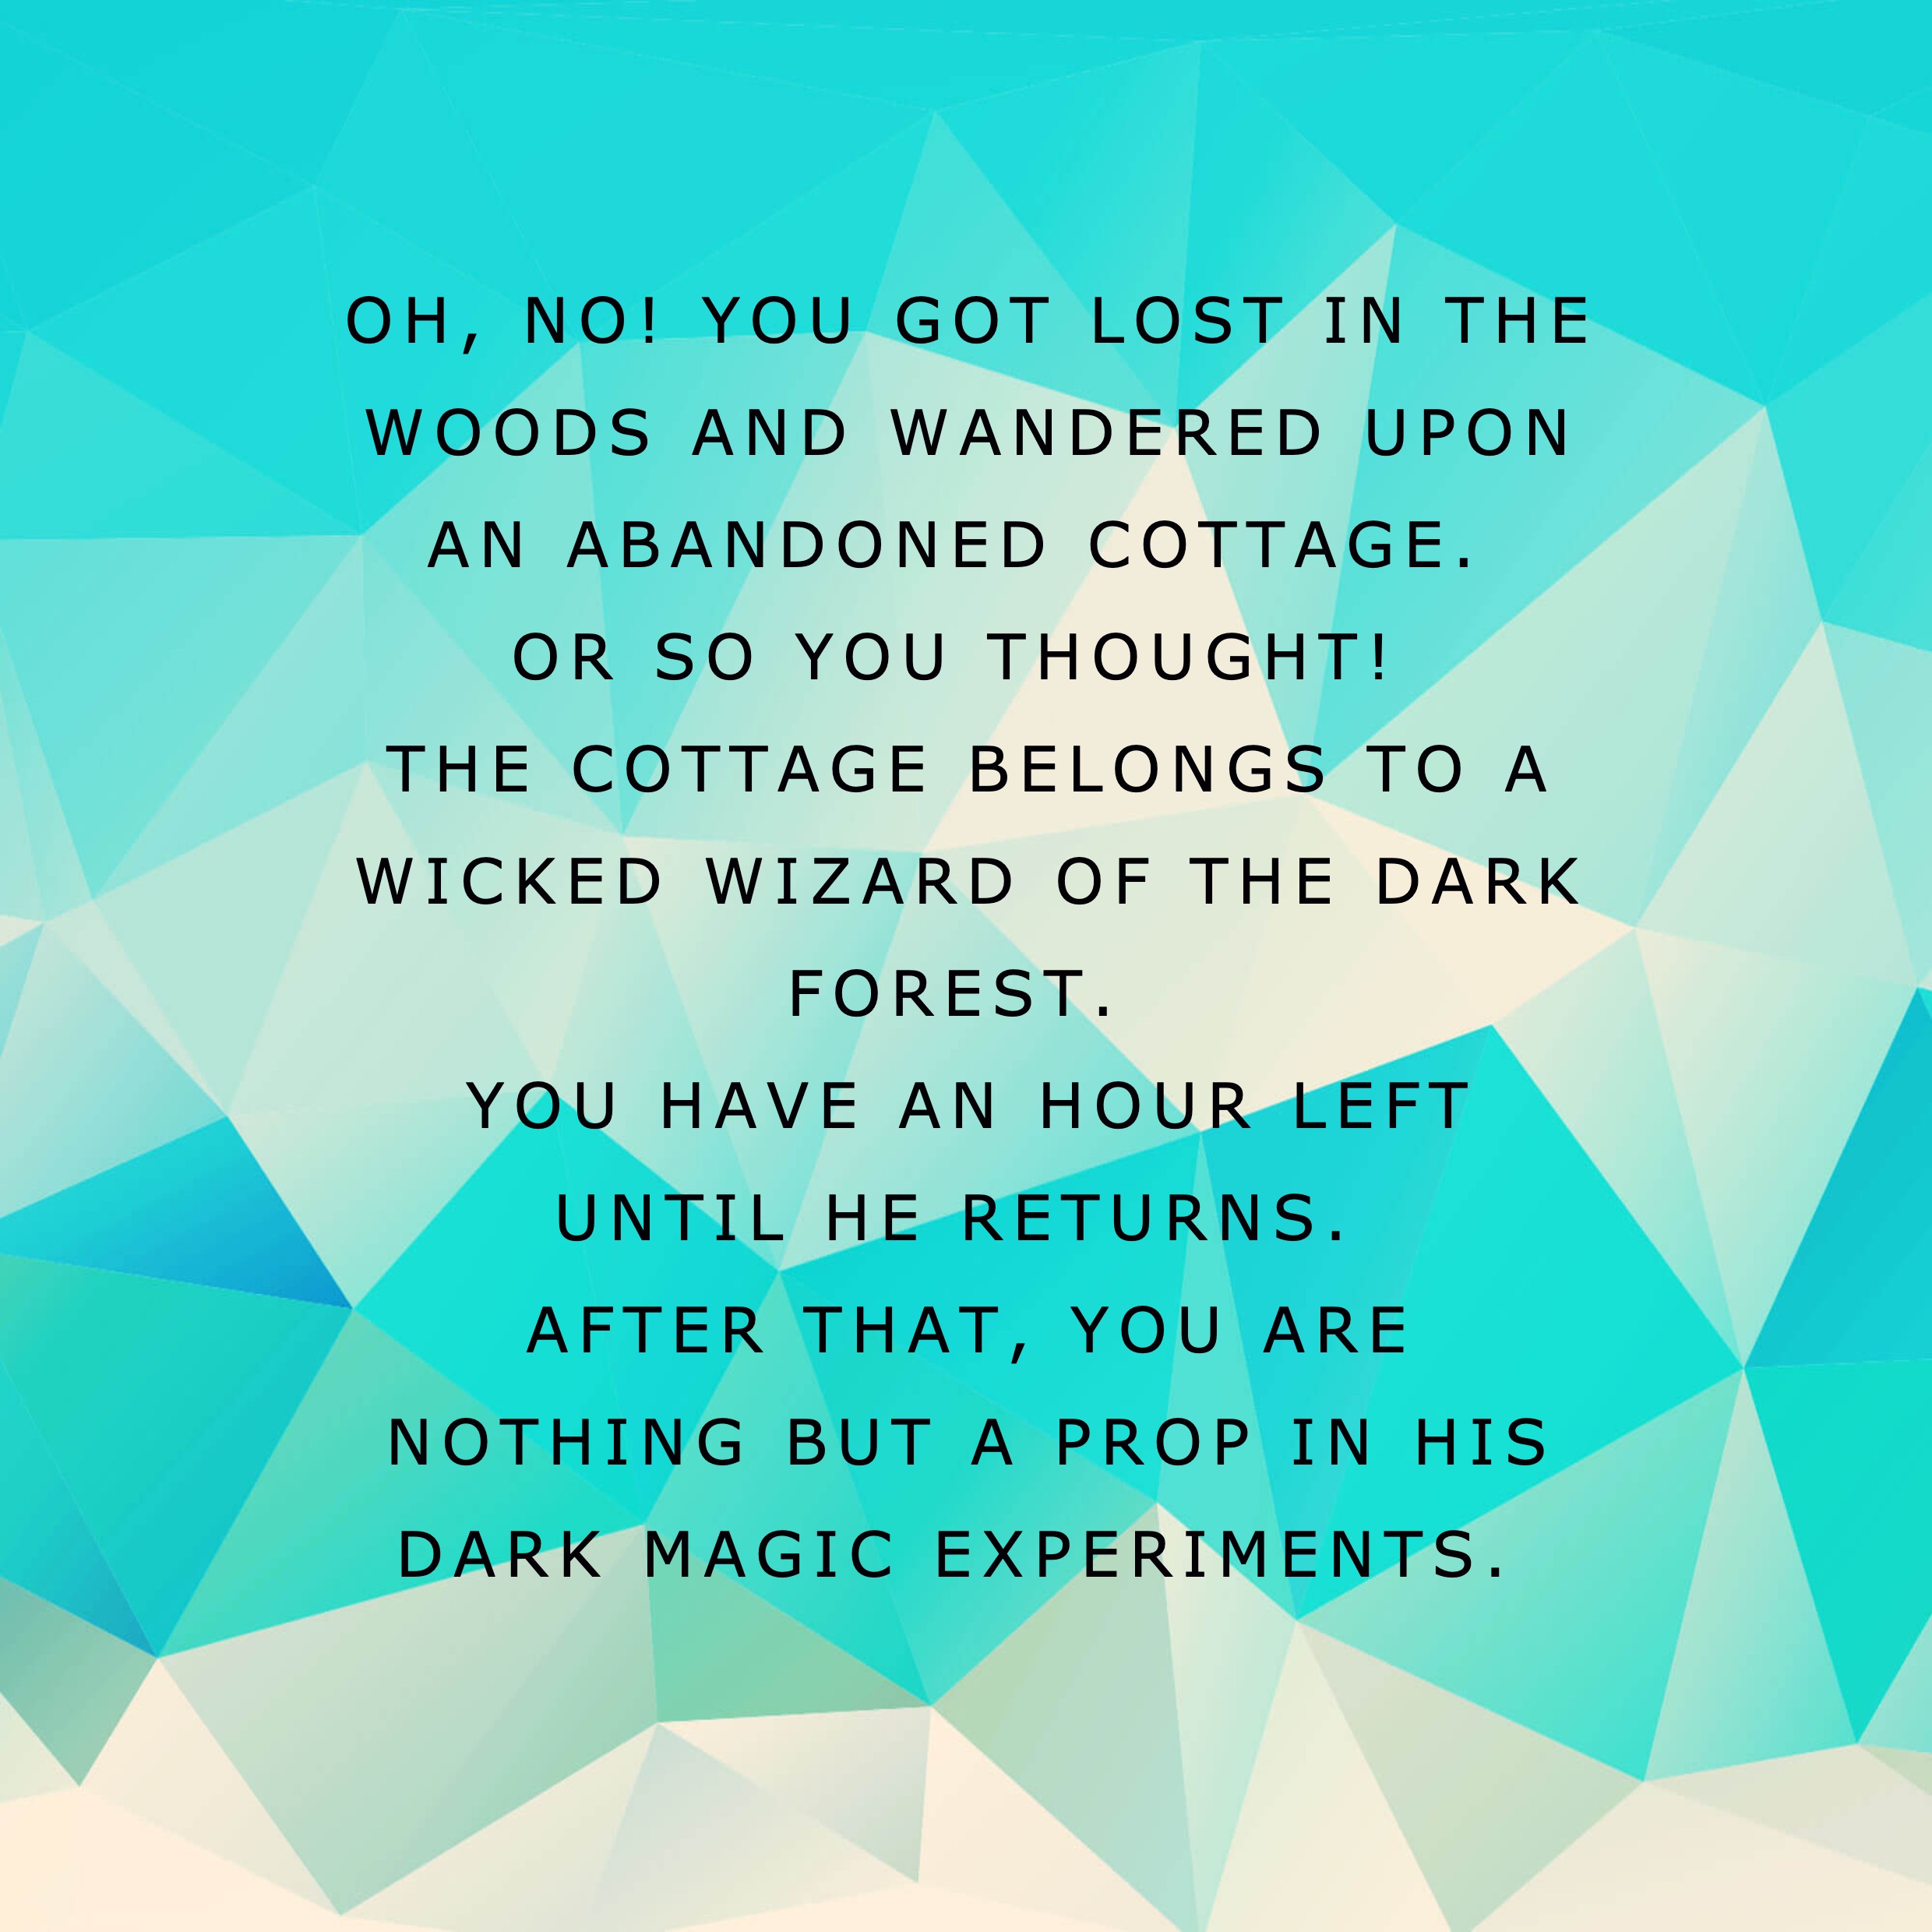 OH, NO! YOU GOT LOST IN THE
WOODS AND WANDERED UPON
AN ABANDONED COTTAGE.
OR SO YOU THOUGHT!
THE COTTAGE BELONGS TO A
WICKED WIZARD OF THE DARK
FOREST.
YOU HAVE AN HOUR LEFT
UNTIL HE RETURNS.
AFTER THAT, YOU ARE
NOTHING BUT A PROP IN HIS
DARK MAGIC EXPERIMENTS.